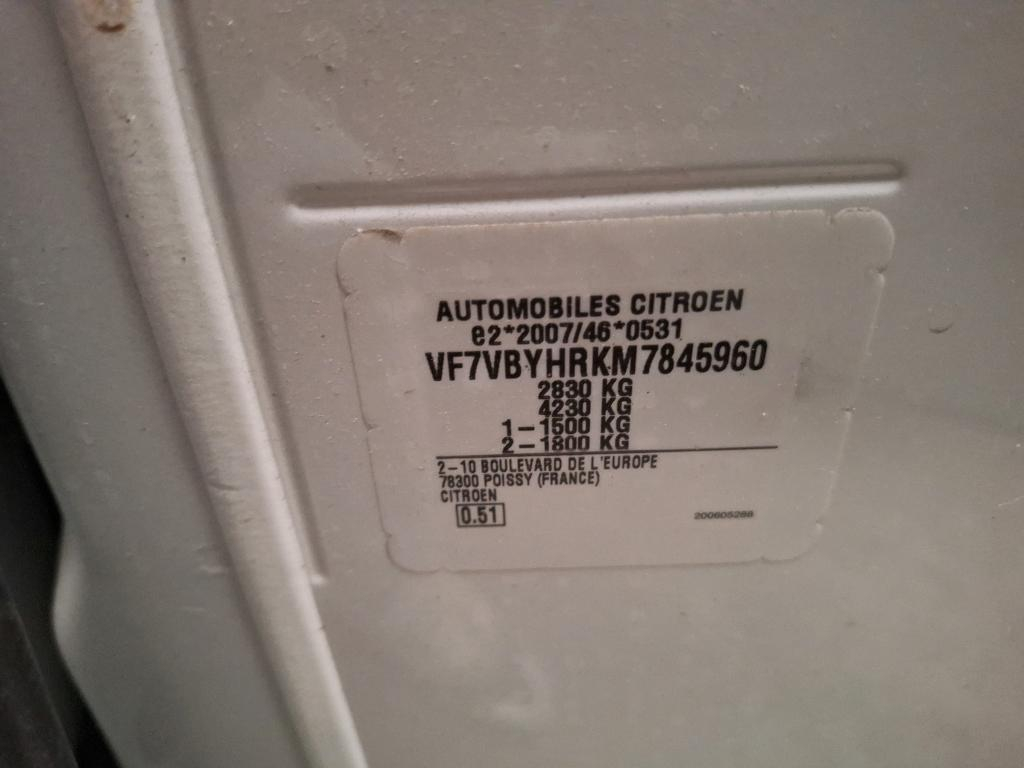 AUTOMOBILES CITROEN
e2*2007/46*0531
VF7VBYHRKM7845960
2830 KG
4230 KG
1-1500 KG
2-1800 KG
2-10 BOULEVARD DE L'EUROPE
78300 POISSY (FRANCE)
CITROEN
0.51
200605288